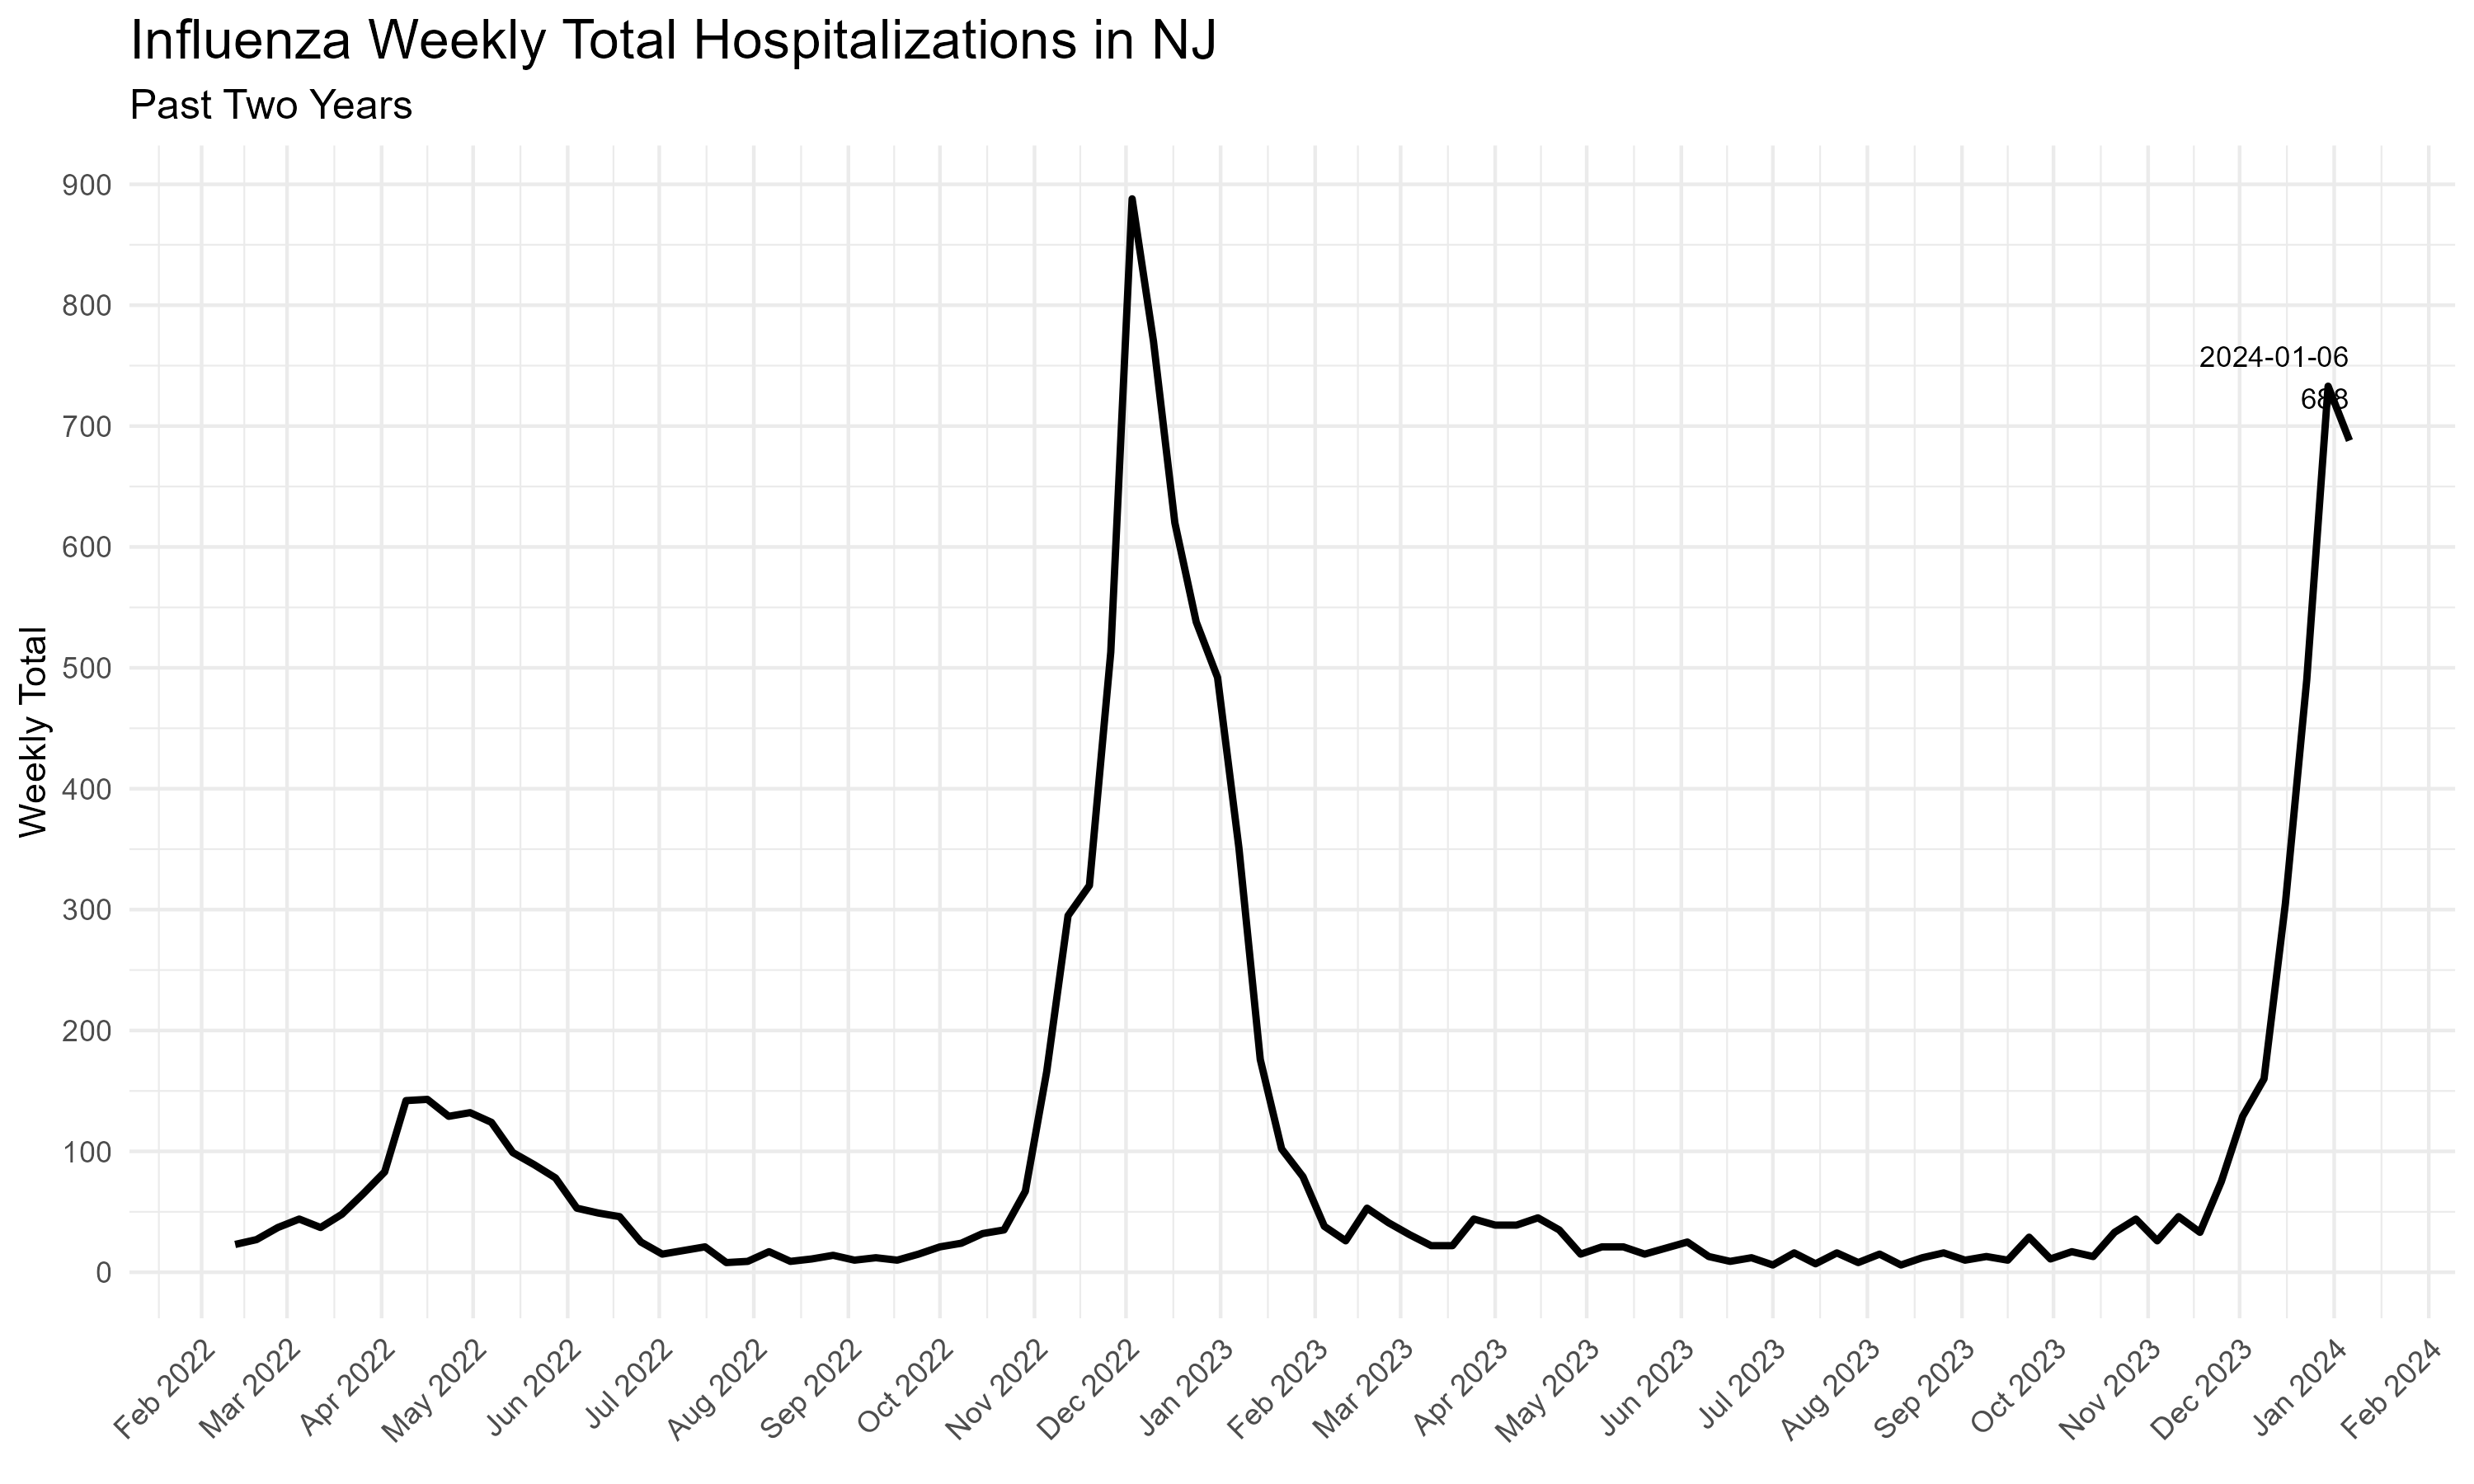 Influenza Weekly Total Hospitalizations in NJ
Past Two Years
900
800
700
600
500
400
300
200
100
0
Weekly Total
2024-01-06
688
Feb 2022
Mar 2022
Apr 2022
May 2022
Jun 2022
Jul 2022
Aug 2022
Sep 2022
Oct 2022
Nov 2022
Dec 2022
Jan 2023
Feb 2023
Mar 2023
Apr 2023
May 2023
Jun 2023
Jul 2023
Aug 2023
Sep 2023
Oct 2023
Nov 2023
Dec 2023
Jan 2024
Feb 2024